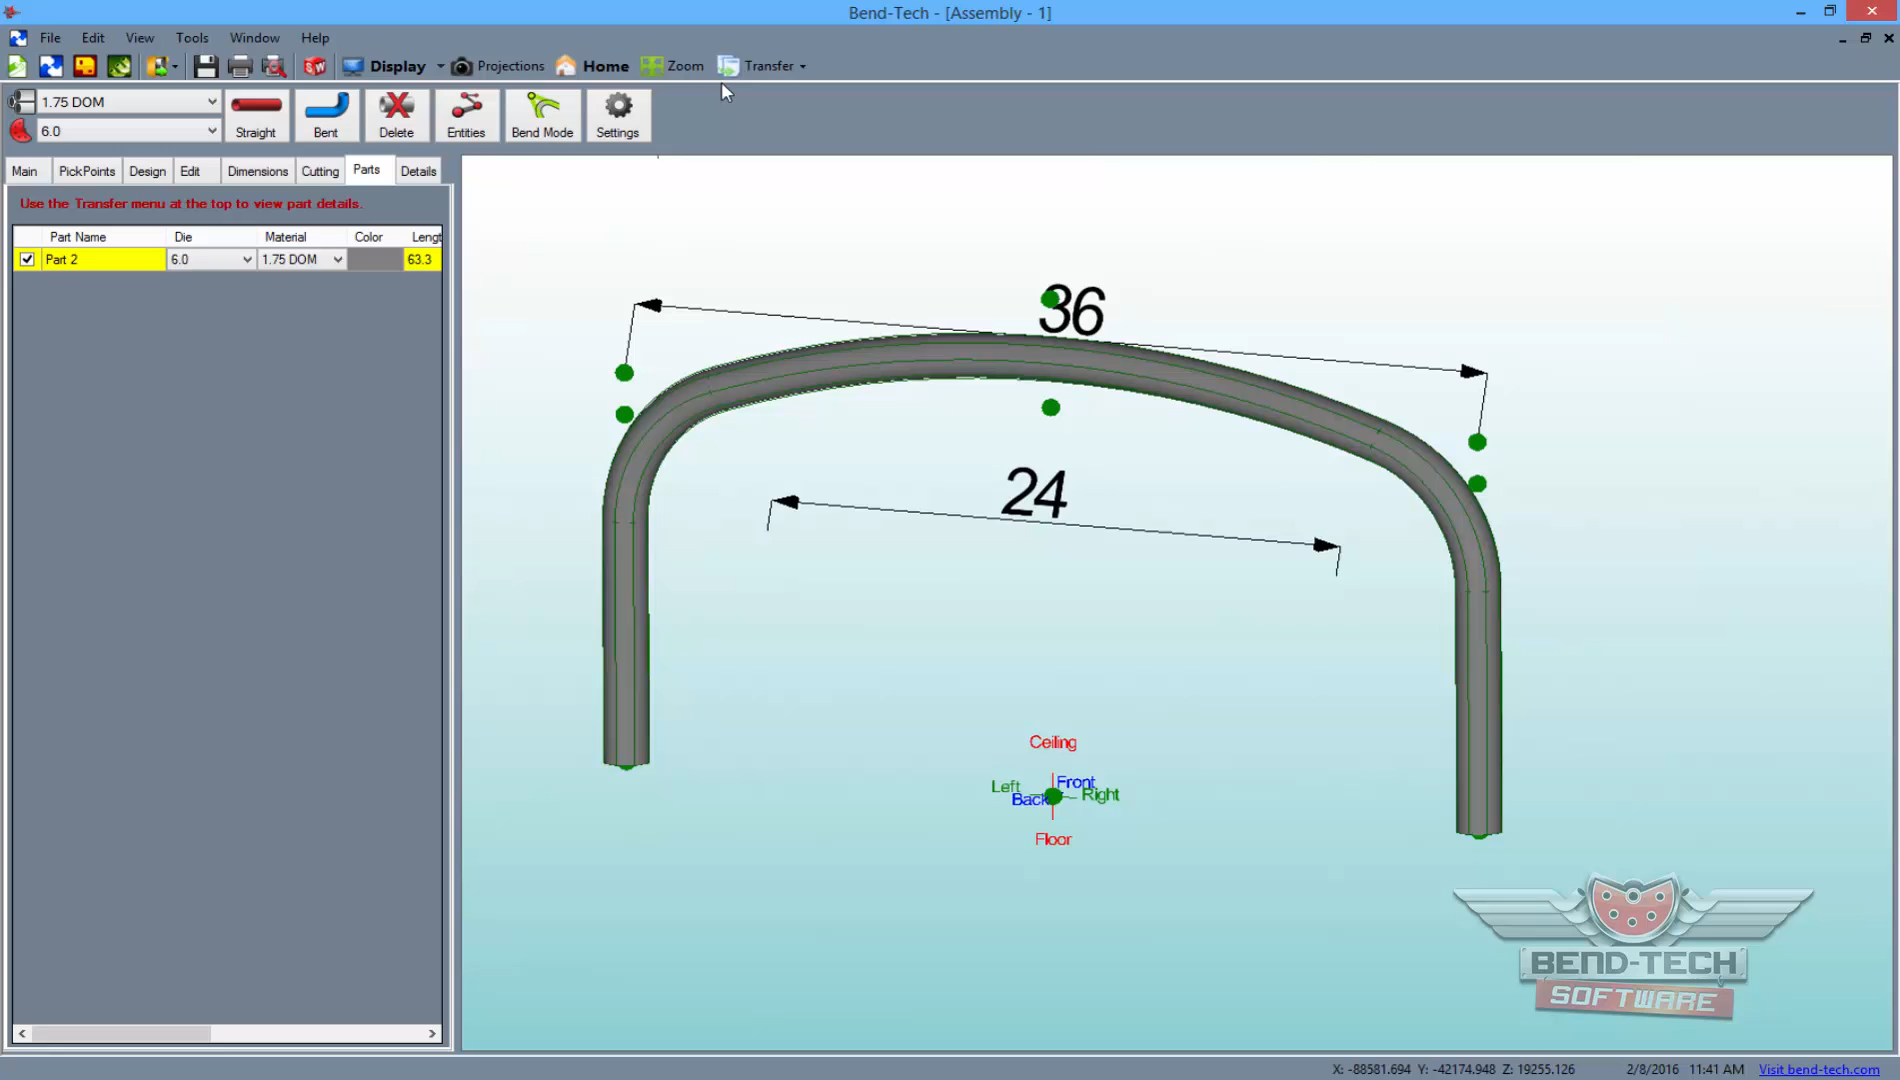 Bend-Tech - [Assembly - 1]
File Edit View Tools Window Help
Display Projections Home Zoom Transfer
1.75 DOM
6.0
Straight Bent Delete Entities Bend Mode Settings
Main PickPoints Design Edit Dimensions Cutting Parts Details
Use the Transfer menu at the top to view part details.
Part Name Die Material Color Lengt
Part 2 6.0 1.75 DOM 63.3
36
24
Ceiling
Left Front
Back Right
Floor
BEND-TECH
SOFTWARE
X: -88581.694 Y: -42174.948 Z: 19255.126 2/8/2016 11:41 AM Visit bend-tech.com